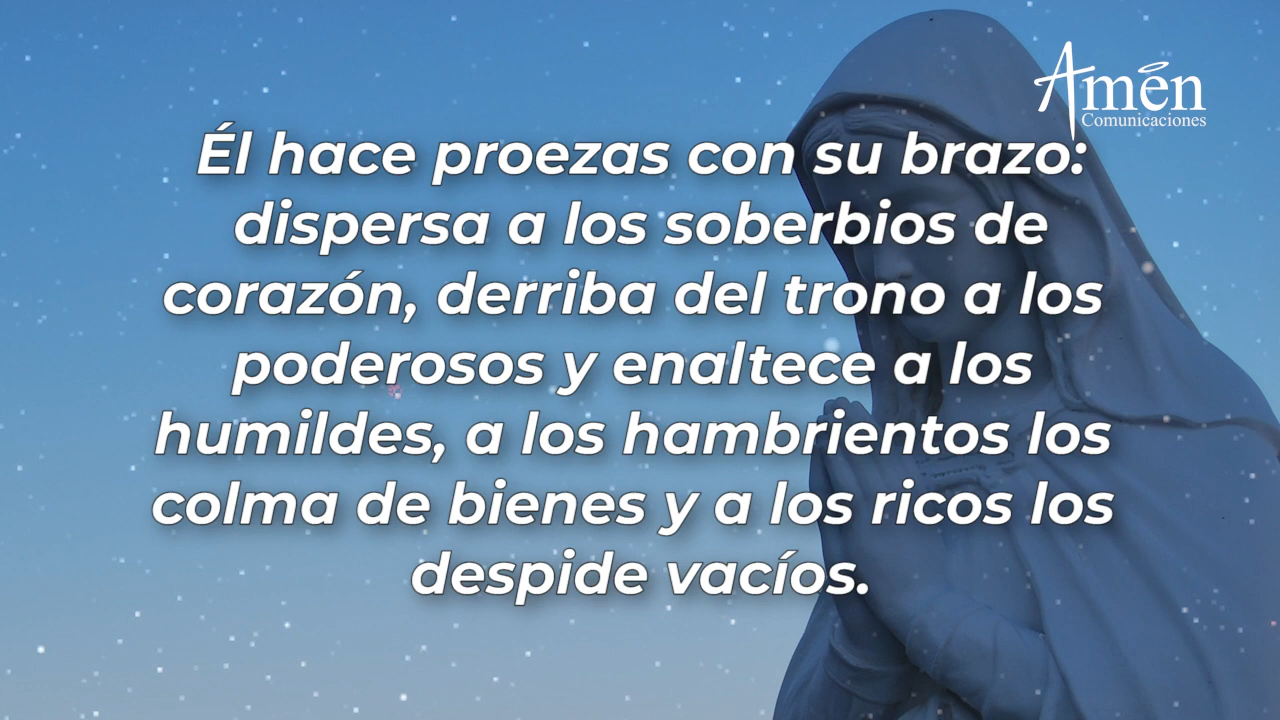 Amén
Comunicaciones
Él hace proezas con su brazo:
dispersa a los soberbios de
corazón, derriba del trono a los
poderosos y enaltece a los
humildes, a los hambrientos los
colma de bienes y a los ricos los
despide vacíos.